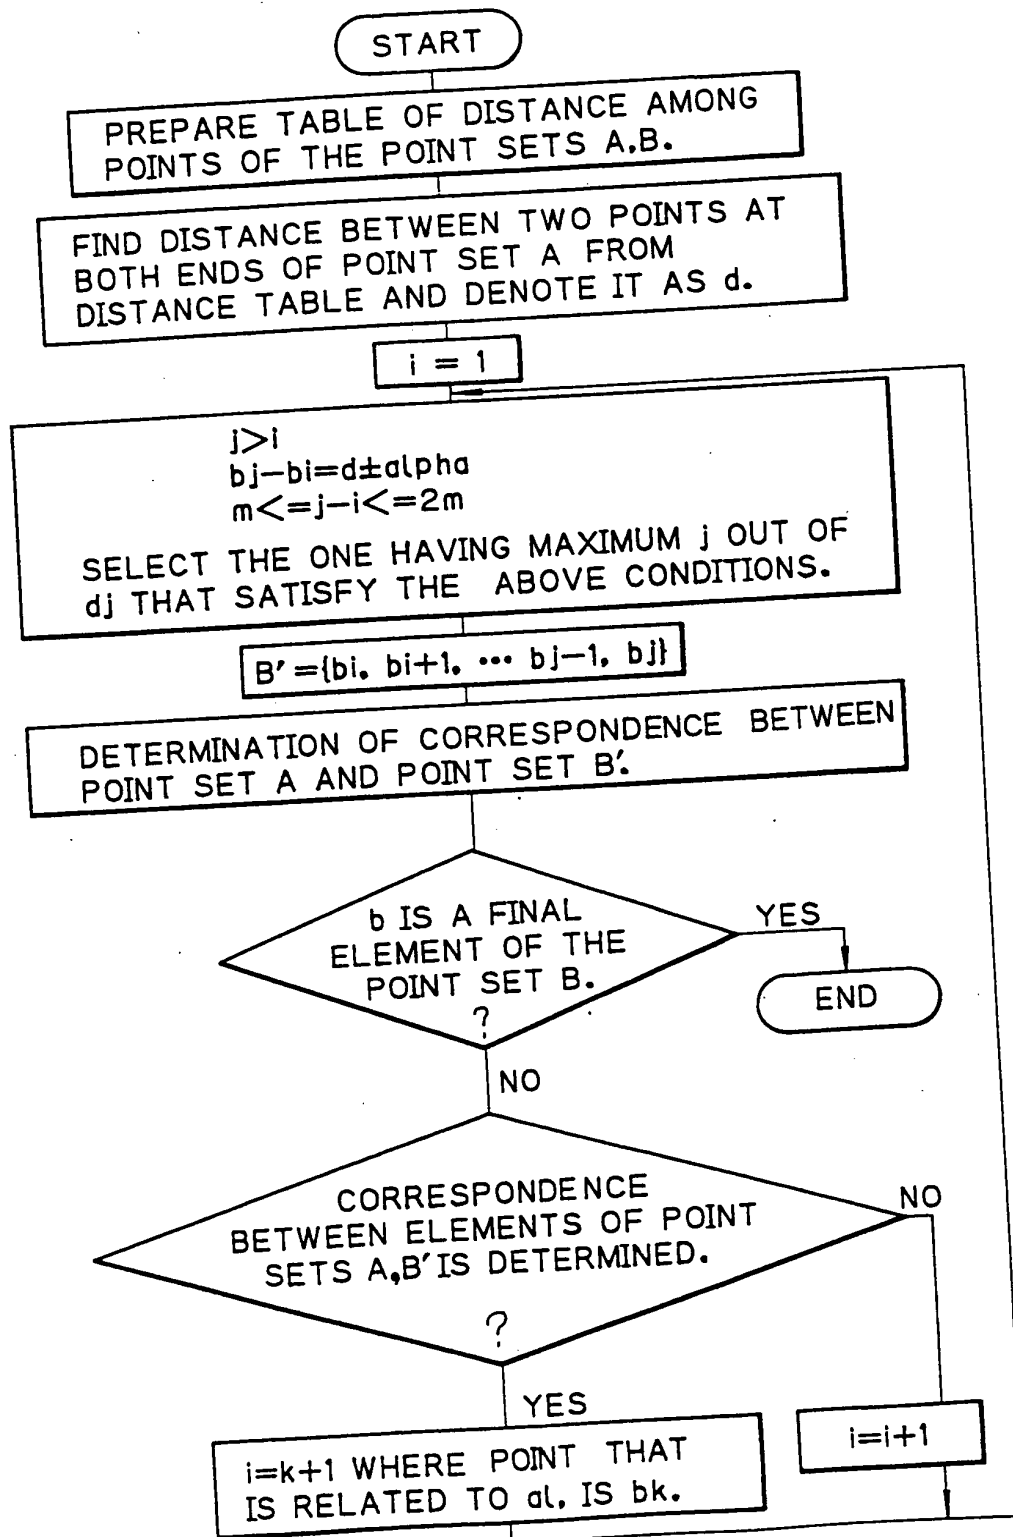 START
PREPARE TABLE OF DISTANCE AMONG
POINTS OF THE POINT SETS A,B.
FIND DISTANCE BETWEEN TWO POINTS AT
BOTH ENDS OF POINT SET A FROM
DISTANCE TABLE AND DENOTE IT AS d.
i = 1
j>i
bj-bi=d±alpha
m<=j-i<=2m
SELECT THE ONE HAVING MAXIMUM j OUT OF
dj THAT SATISFY THE ABOVE CONDITIONS.
B'={bi, bi+1, ... bj-1, bj}
DETERMINATION OF CORRESPONDENCE BETWEEN
POINT SET A AND POINT SET B'.
b IS A FINAL
ELEMENT OF THE
POINT SET B.
?
YES
END
NO
CORRESPONDENCE
BETWEEN ELEMENTS OF POINT
SETS A,B' IS DETERMINED.
?
NO
YES
i=k+1 WHERE POINT THAT
IS RELATED TO al, IS bk.
i=i+1